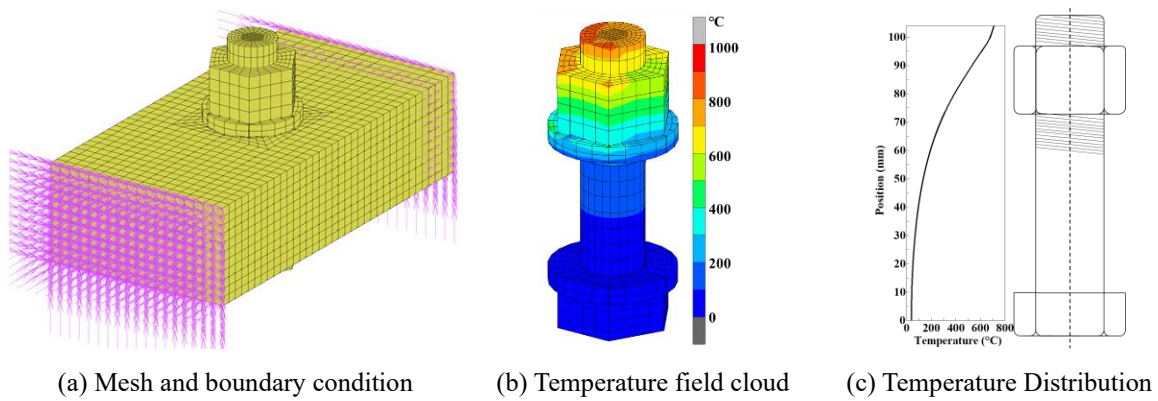 °C
1000
800
600
400
200
0
100
90
80
70
60
50
40
30
20
10
0
Position (mm)
0 200 400 600 800
Temperature (°C)
(a) Mesh and boundary condition
(b) Temperature field cloud
(c) Temperature Distribution